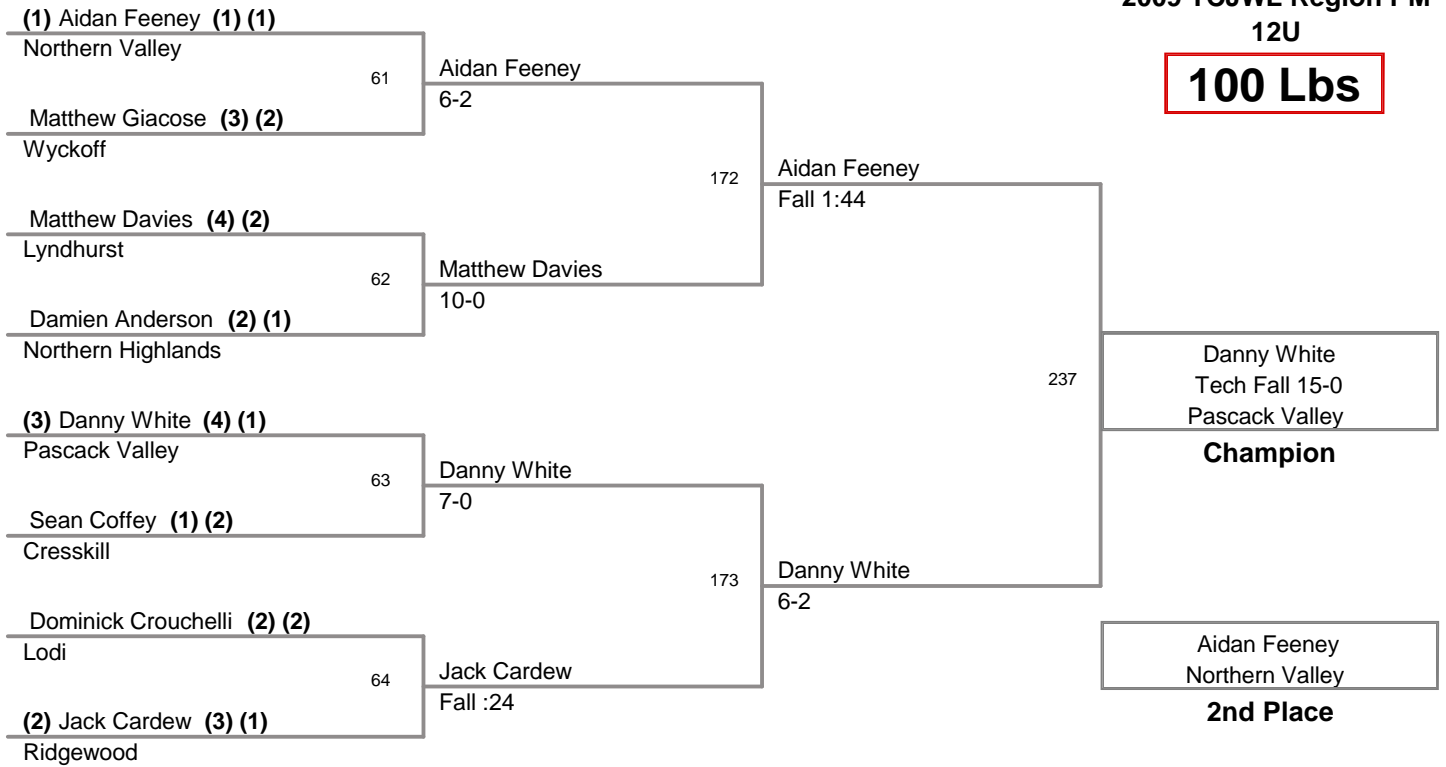 2009 TCJWL Region PM
12U
100 Lbs
(1) Aidan Feeney (1) (1)
Northern Valley
61
Matthew Giacose (3) (2)
Wyckoff
Matthew Davies (4) (2)
Lyndhurst
62
Damien Anderson (2) (1)
Northern Highlands
(3) Danny White (4) (1)
Pascack Valley
63
Sean Coffey (1) (2)
Cresskill
Dominick Crouchelli (2) (2)
Lodi
64
(2) Jack Cardew (3) (1)
Ridgewood
Aidan Feeney
6-2
172
Matthew Davies
10-0
Danny White
7-0
173
Jack Cardew
Fall :24
Aidan Feeney
Fall 1:44
237
Danny White
6-2
Danny White
Tech Fall 15-0
Pascack Valley
Champion
Aidan Feeney
Northern Valley
2nd Place